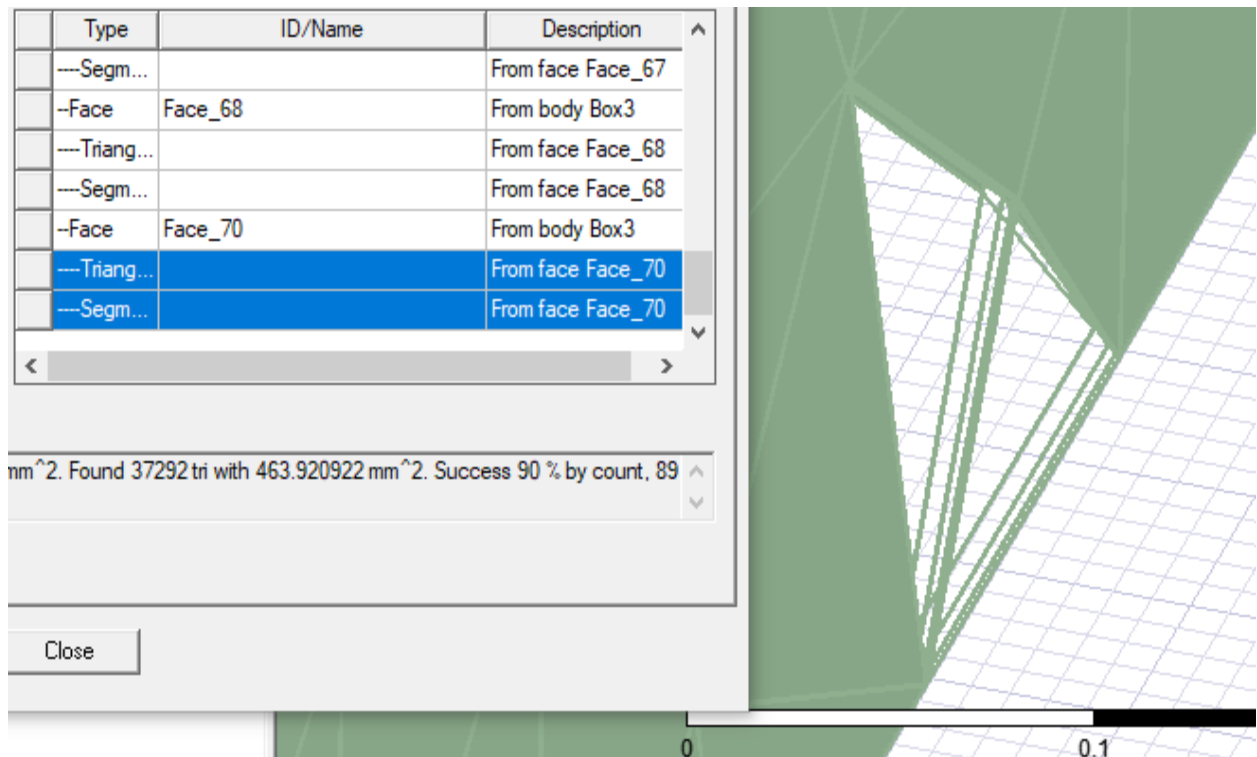 Type ID/Name Description
----Segm... From face Face_67
--Face Face_68 From body Box3
----Triang... From face Face_68
----Segm... From face Face_68
--Face Face_70 From body Box3
----Triang... From face Face_70
----Segm... From face Face_70
mm^2. Found 37292 tri with 463.920922 mm^2. Success 90 % by count, 89
Close
0 0.1